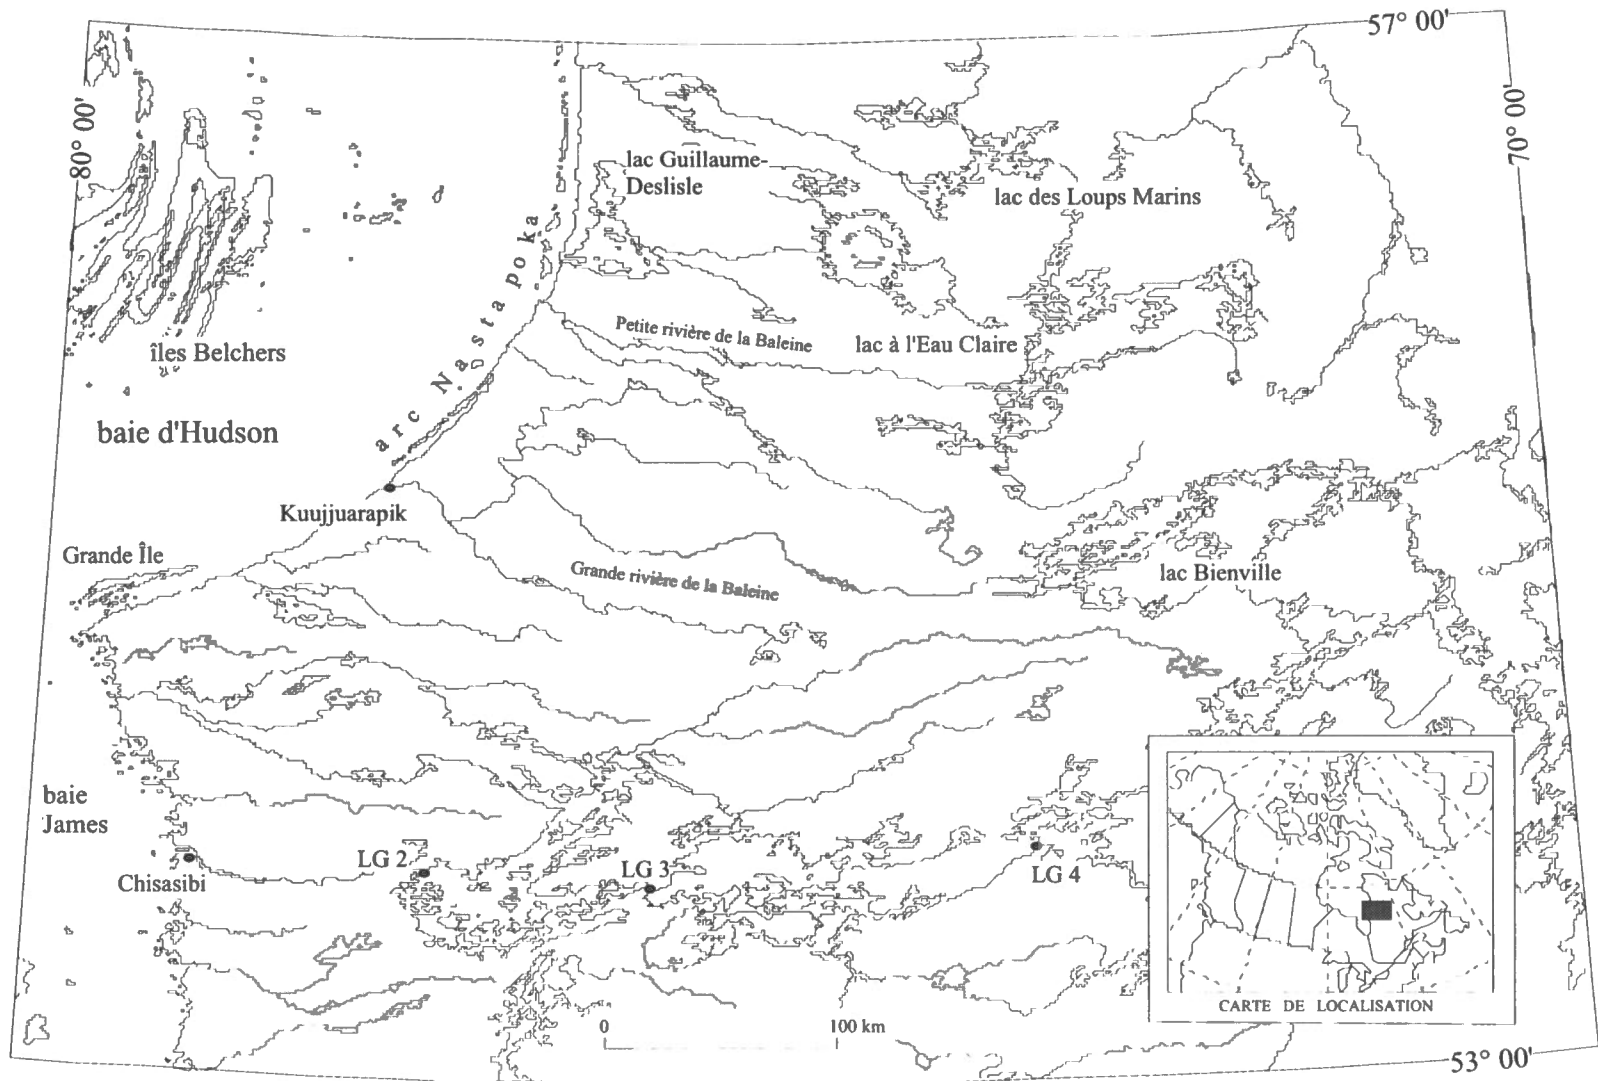 57° 00'
80° 00'
70° 00'
lac Guillaume-
Deslisle
lac des Loups Marins
arc Nastapoka
Petite rivière de la Baleine
lac à l'Eau Claire
îles Belchers
baie d'Hudson
Kuujjuarapik
Grande Île
Grande rivière de la Baleine
lac Bienville
baie
James
LG 2
LG 3
LG 4
Chisasibi
CARTE DE LOCALISATION
0
100 km
53° 00'